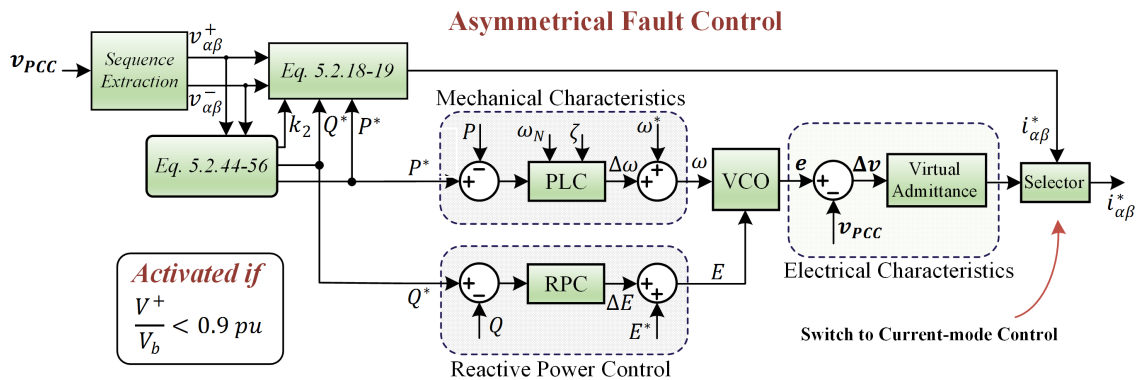 Asymmetrical Fault Control
v_PCC
Sequence
Extraction
v⁺_αβ
v⁻_αβ
Eq. 5.2.18-19
k₂
Q*
P*
Eq. 5.2.44-56
Mechanical Characteristics
P*
P
−
+
ω_N
ζ
PLC
Δω
ω*
+
+
ω
VCO
e
+
−
Δv
v_PCC
Virtual
Admittance
Electrical Characteristics
i*_αβ
Selector
i*_αβ
Switch to Current-mode Control
Q*
+
−
Q
RPC
ΔE
+
+
E*
E
Reactive Power Control
Activated if
V⁺
V_b
< 0.9 pu